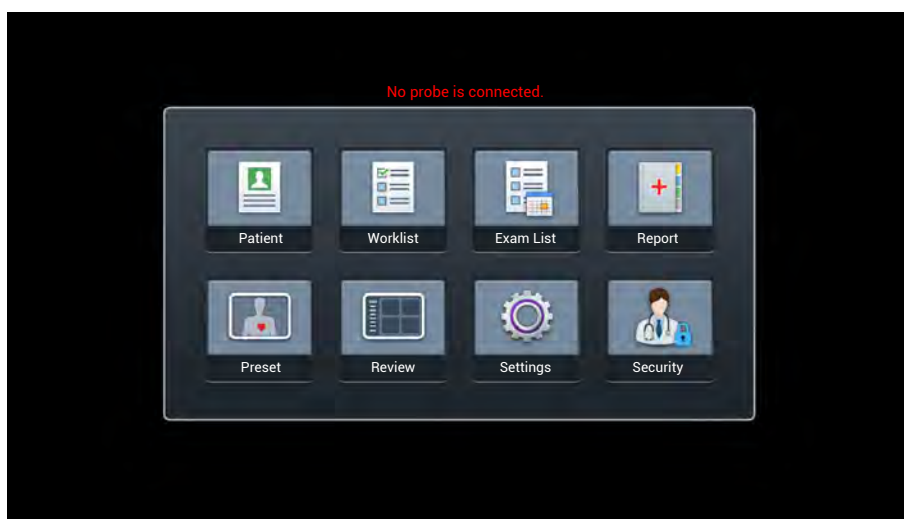 No probe is connected.
Patient
Worklist
Exam List
Report
Preset
Review
Settings
Security